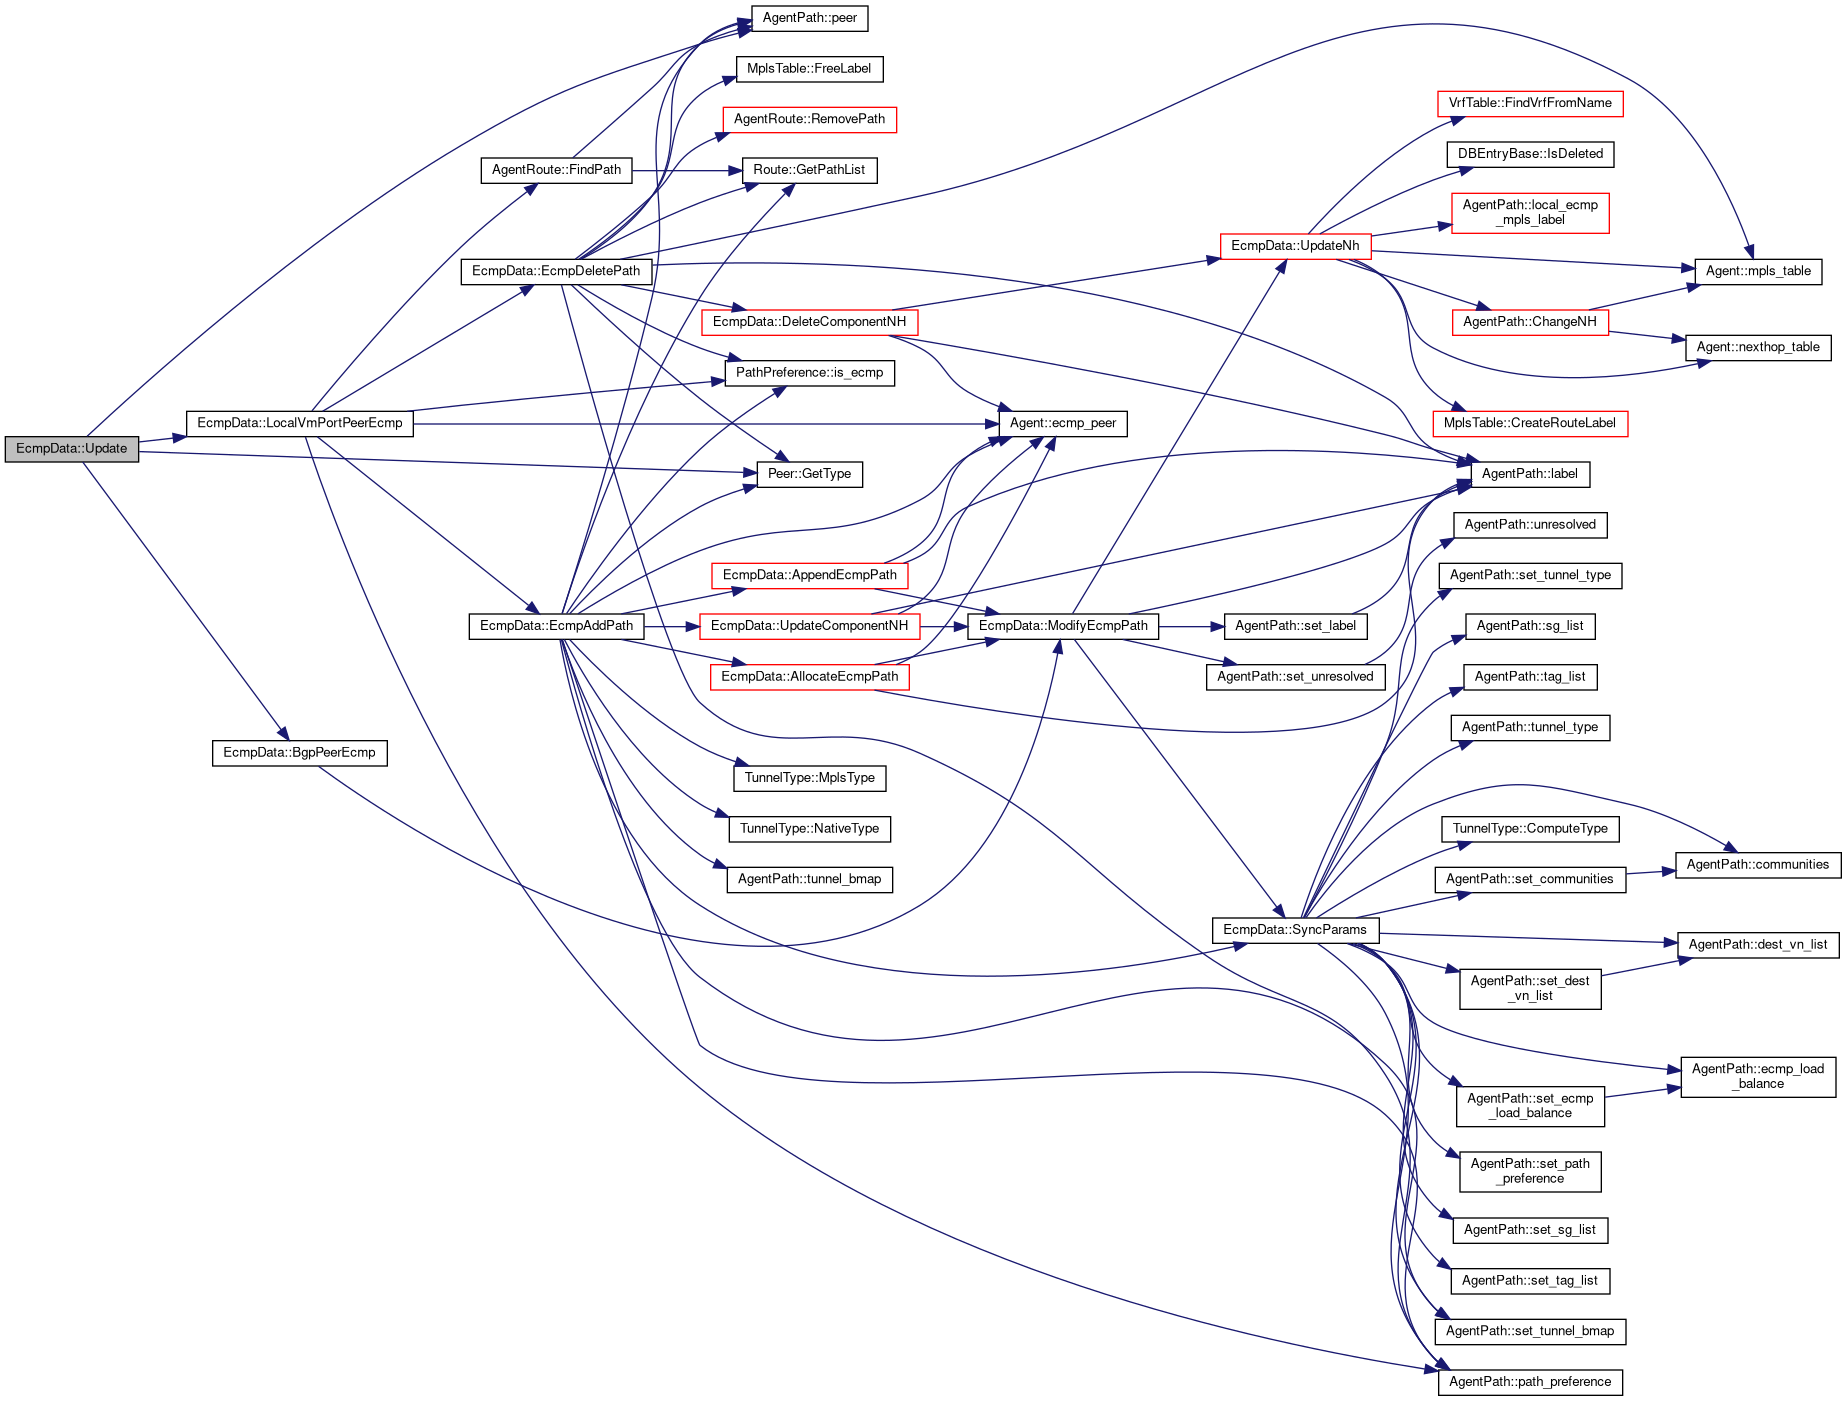 EcmpData::Update
EcmpData::LocalVmPortPeerEcmp
EcmpData::BgpPeerEcmp
AgentRoute::FindPath
EcmpData::EcmpDeletePath
EcmpData::EcmpAddPath
AgentPath::peer
MplsTable::FreeLabel
AgentRoute::RemovePath
Route::GetPathList
EcmpData::DeleteComponentNH
PathPreference::is_ecmp
Peer::GetType
EcmpData::AppendEcmpPath
EcmpData::UpdateComponentNH
EcmpData::AllocateEcmpPath
TunnelType::MplsType
TunnelType::NativeType
AgentPath::tunnel_bmap
Agent::ecmp_peer
EcmpData::ModifyEcmpPath
EcmpData::UpdateNh
AgentPath::set_label
AgentPath::set_unresolved
EcmpData::SyncParams
VrfTable::FindVrfFromName
DBEntryBase::IsDeleted
AgentPath::local_ecmp
_mpls_label
AgentPath::ChangeNH
MplsTable::CreateRouteLabel
AgentPath::label
AgentPath::unresolved
AgentPath::set_tunnel_type
AgentPath::sg_list
AgentPath::tag_list
AgentPath::tunnel_type
TunnelType::ComputeType
AgentPath::set_communities
AgentPath::set_dest
_vn_list
AgentPath::set_ecmp
_load_balance
AgentPath::set_path
_preference
AgentPath::set_sg_list
AgentPath::set_tag_list
AgentPath::set_tunnel_bmap
AgentPath::path_preference
Agent::mpls_table
Agent::nexthop_table
AgentPath::communities
AgentPath::dest_vn_list
AgentPath::ecmp_load
_balance